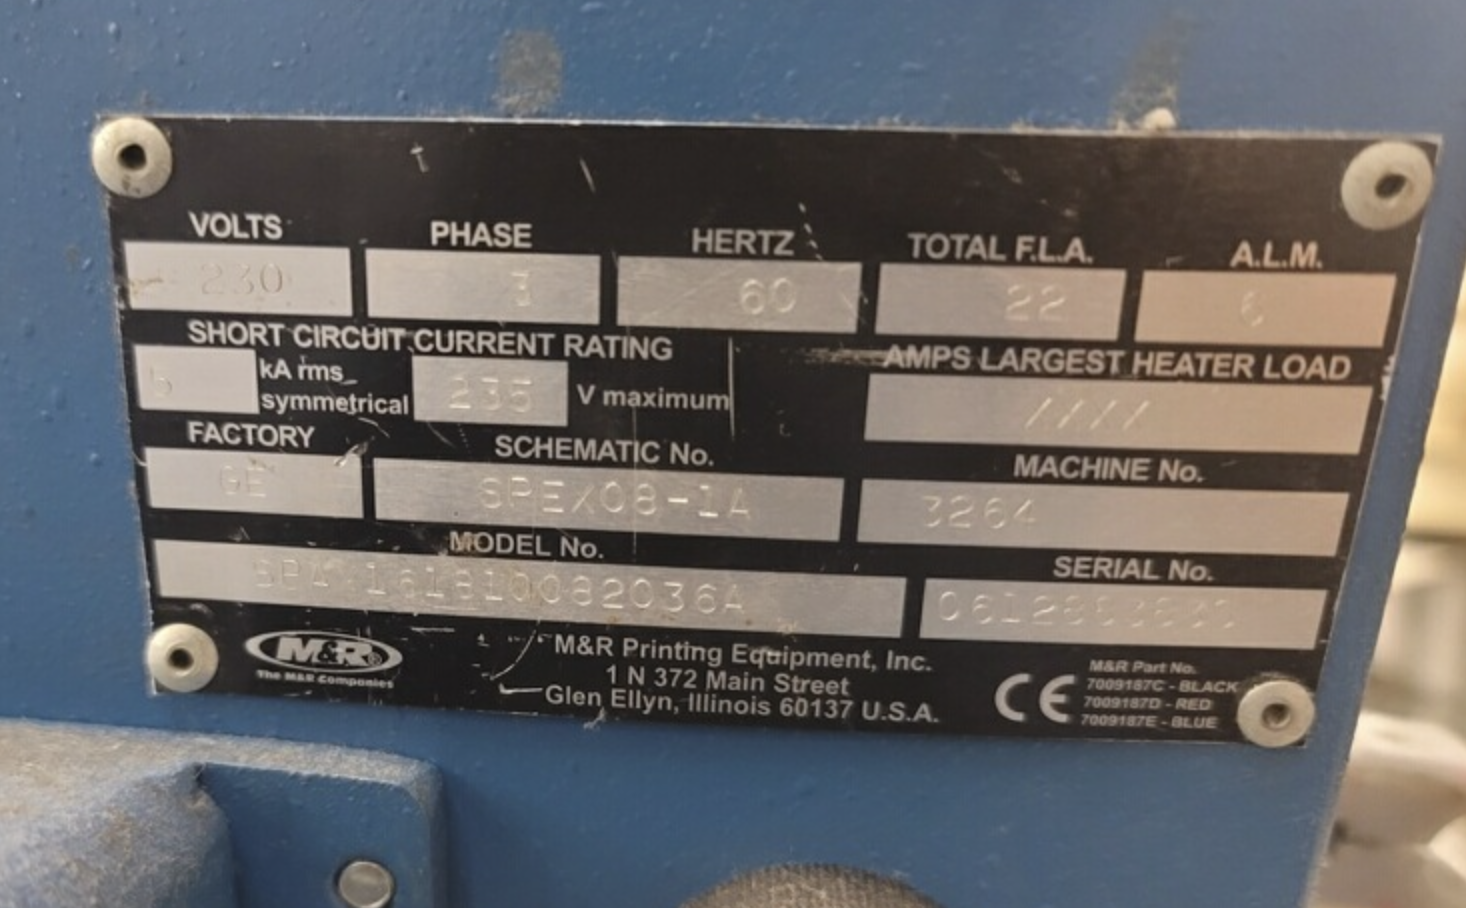 VOLTS PHASE HERTZ TOTAL F.L.A. A.L.M.
230 3 60 22 6
SHORT CIRCUIT CURRENT RATING AMPS LARGEST HEATER LOAD
5 kA rms symmetrical 235 V maximum ////
FACTORY SCHEMATIC No. MACHINE No.
GE SPEX08-1A 3264
MODEL No. SERIAL No.
M&R®
The M&R Companies
M&R Printing Equipment, Inc.
1 N 372 Main Street
Glen Ellyn, Illinois 60137 U.S.A.
CE
M&R Part No.
7009187C - BLACK
7009187D - RED
7009187E - BLUE